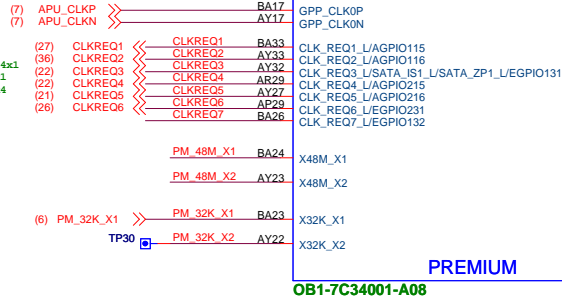 (7) APU_CLKP BA17 GPP_CLK0P
(7) APU_CLKN AY17 GPP_CLK0N
(27) CLKREQ1 CLKREQ1 BA33 CLK_REQ1_L/AGPIO115
(36) CLKREQ2 CLKREQ2 AY33 CLK_REQ2_L/AGPIO116
4x1 (22) CLKREQ3 CLKREQ3 AY32 CLK_REQ3_L/SATA_IS1_L/SATA_ZP1_L/EGPIO131
1 (22) CLKREQ4 CLKREQ4 AR29 CLK_REQ4_L/AGPIO215
4 (21) CLKREQ5 CLKREQ5 AY27 CLK_REQ5_L/AGPIO216
(26) CLKREQ6 CLKREQ6 AP29 CLK_REQ6_L/EGPIO231
CLKREQ7 BA26 CLK_REQ7_L/EGPIO132
PM_48M_X1 BA24 X48M_X1
PM_48M_X2 AY23 X48M_X2
(6) PM_32K_X1 PM_32K_X1 BA23 X32K_X1
TP30 PM_32K_X2 AY22 X32K_X2
PREMIUM
OB1-7C34001-A08